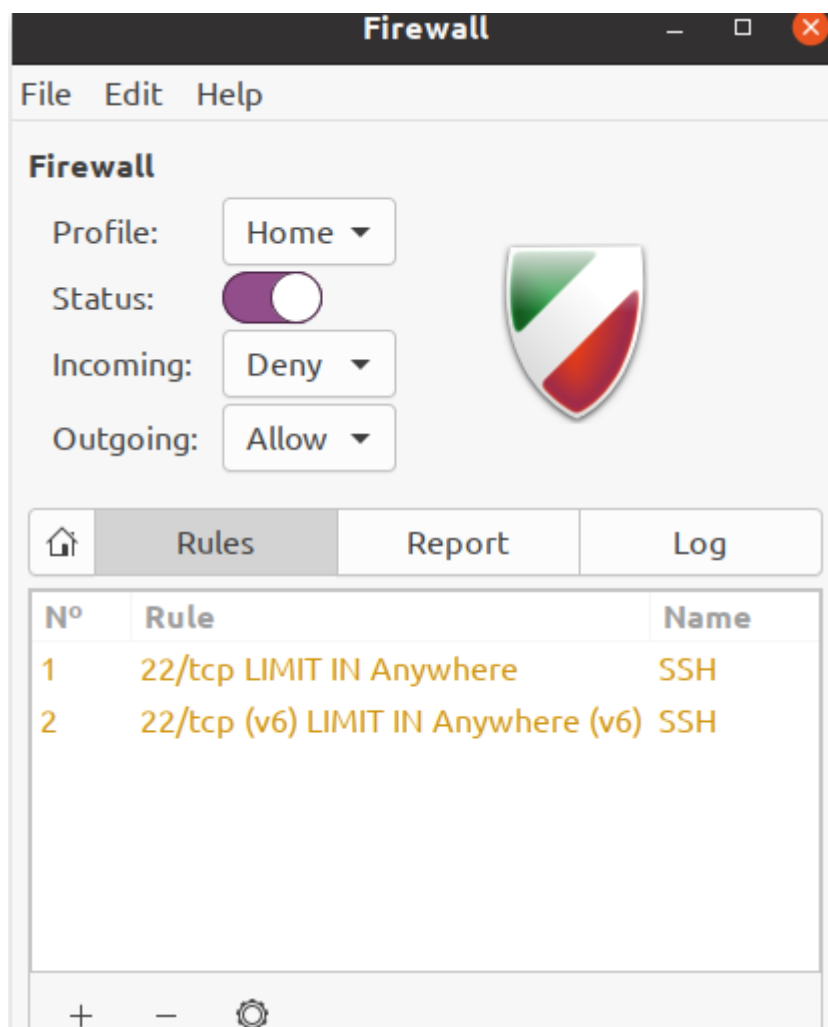 Firewall
File Edit Help
Firewall
Profile: Home
Status:
Incoming: Deny
Outgoing: Allow
Rules Report Log
Nº Rule Name
1 22/tcp LIMIT IN Anywhere SSH
2 22/tcp (v6) LIMIT IN Anywhere (v6) SSH